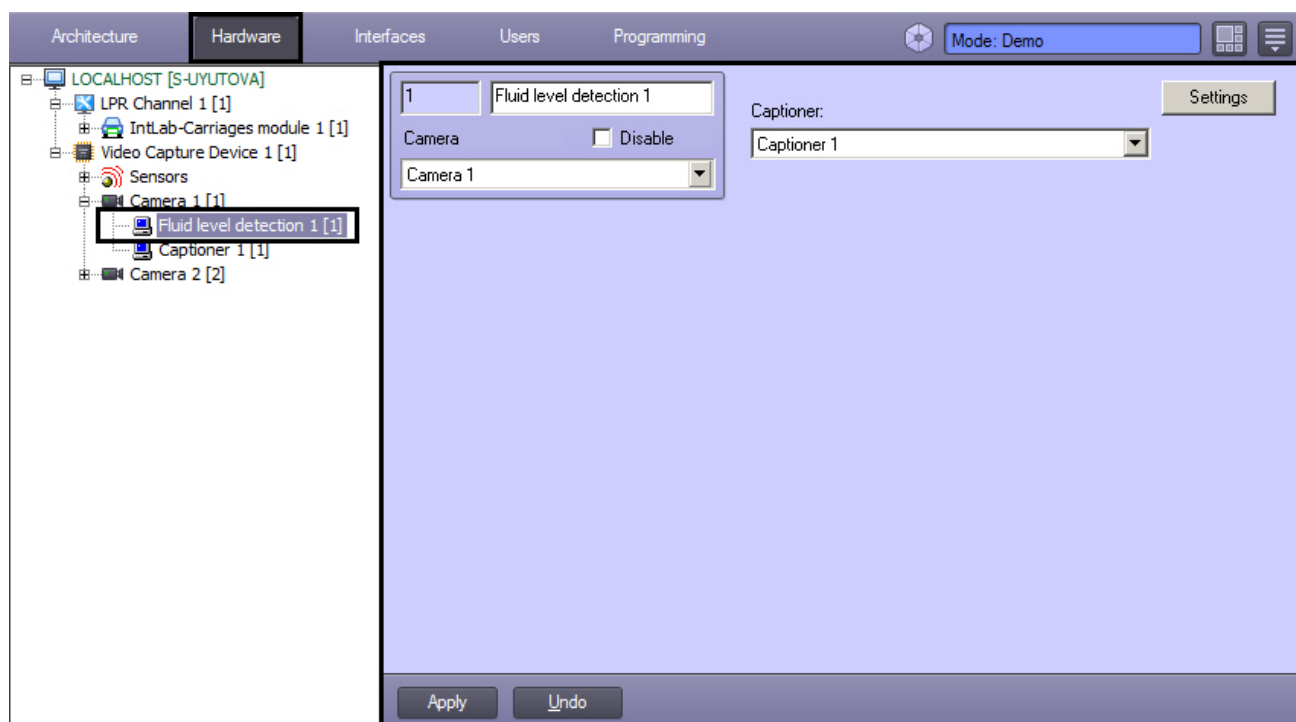 Architecture Hardware Interfaces Users Programming Mode: Demo
LOCALHOST [S-UYUTOVA]
LPR Channel 1 [1]
IntLab-Carriages module 1 [1]
Video Capture Device 1 [1]
Sensors
Camera 1 [1]
Fluid level detection 1 [1]
Captioner 1 [1]
Camera 2 [2]
1 Fluid level detection 1
Camera Disable
Camera 1
Captioner:
Captioner 1
Settings
Apply Undo